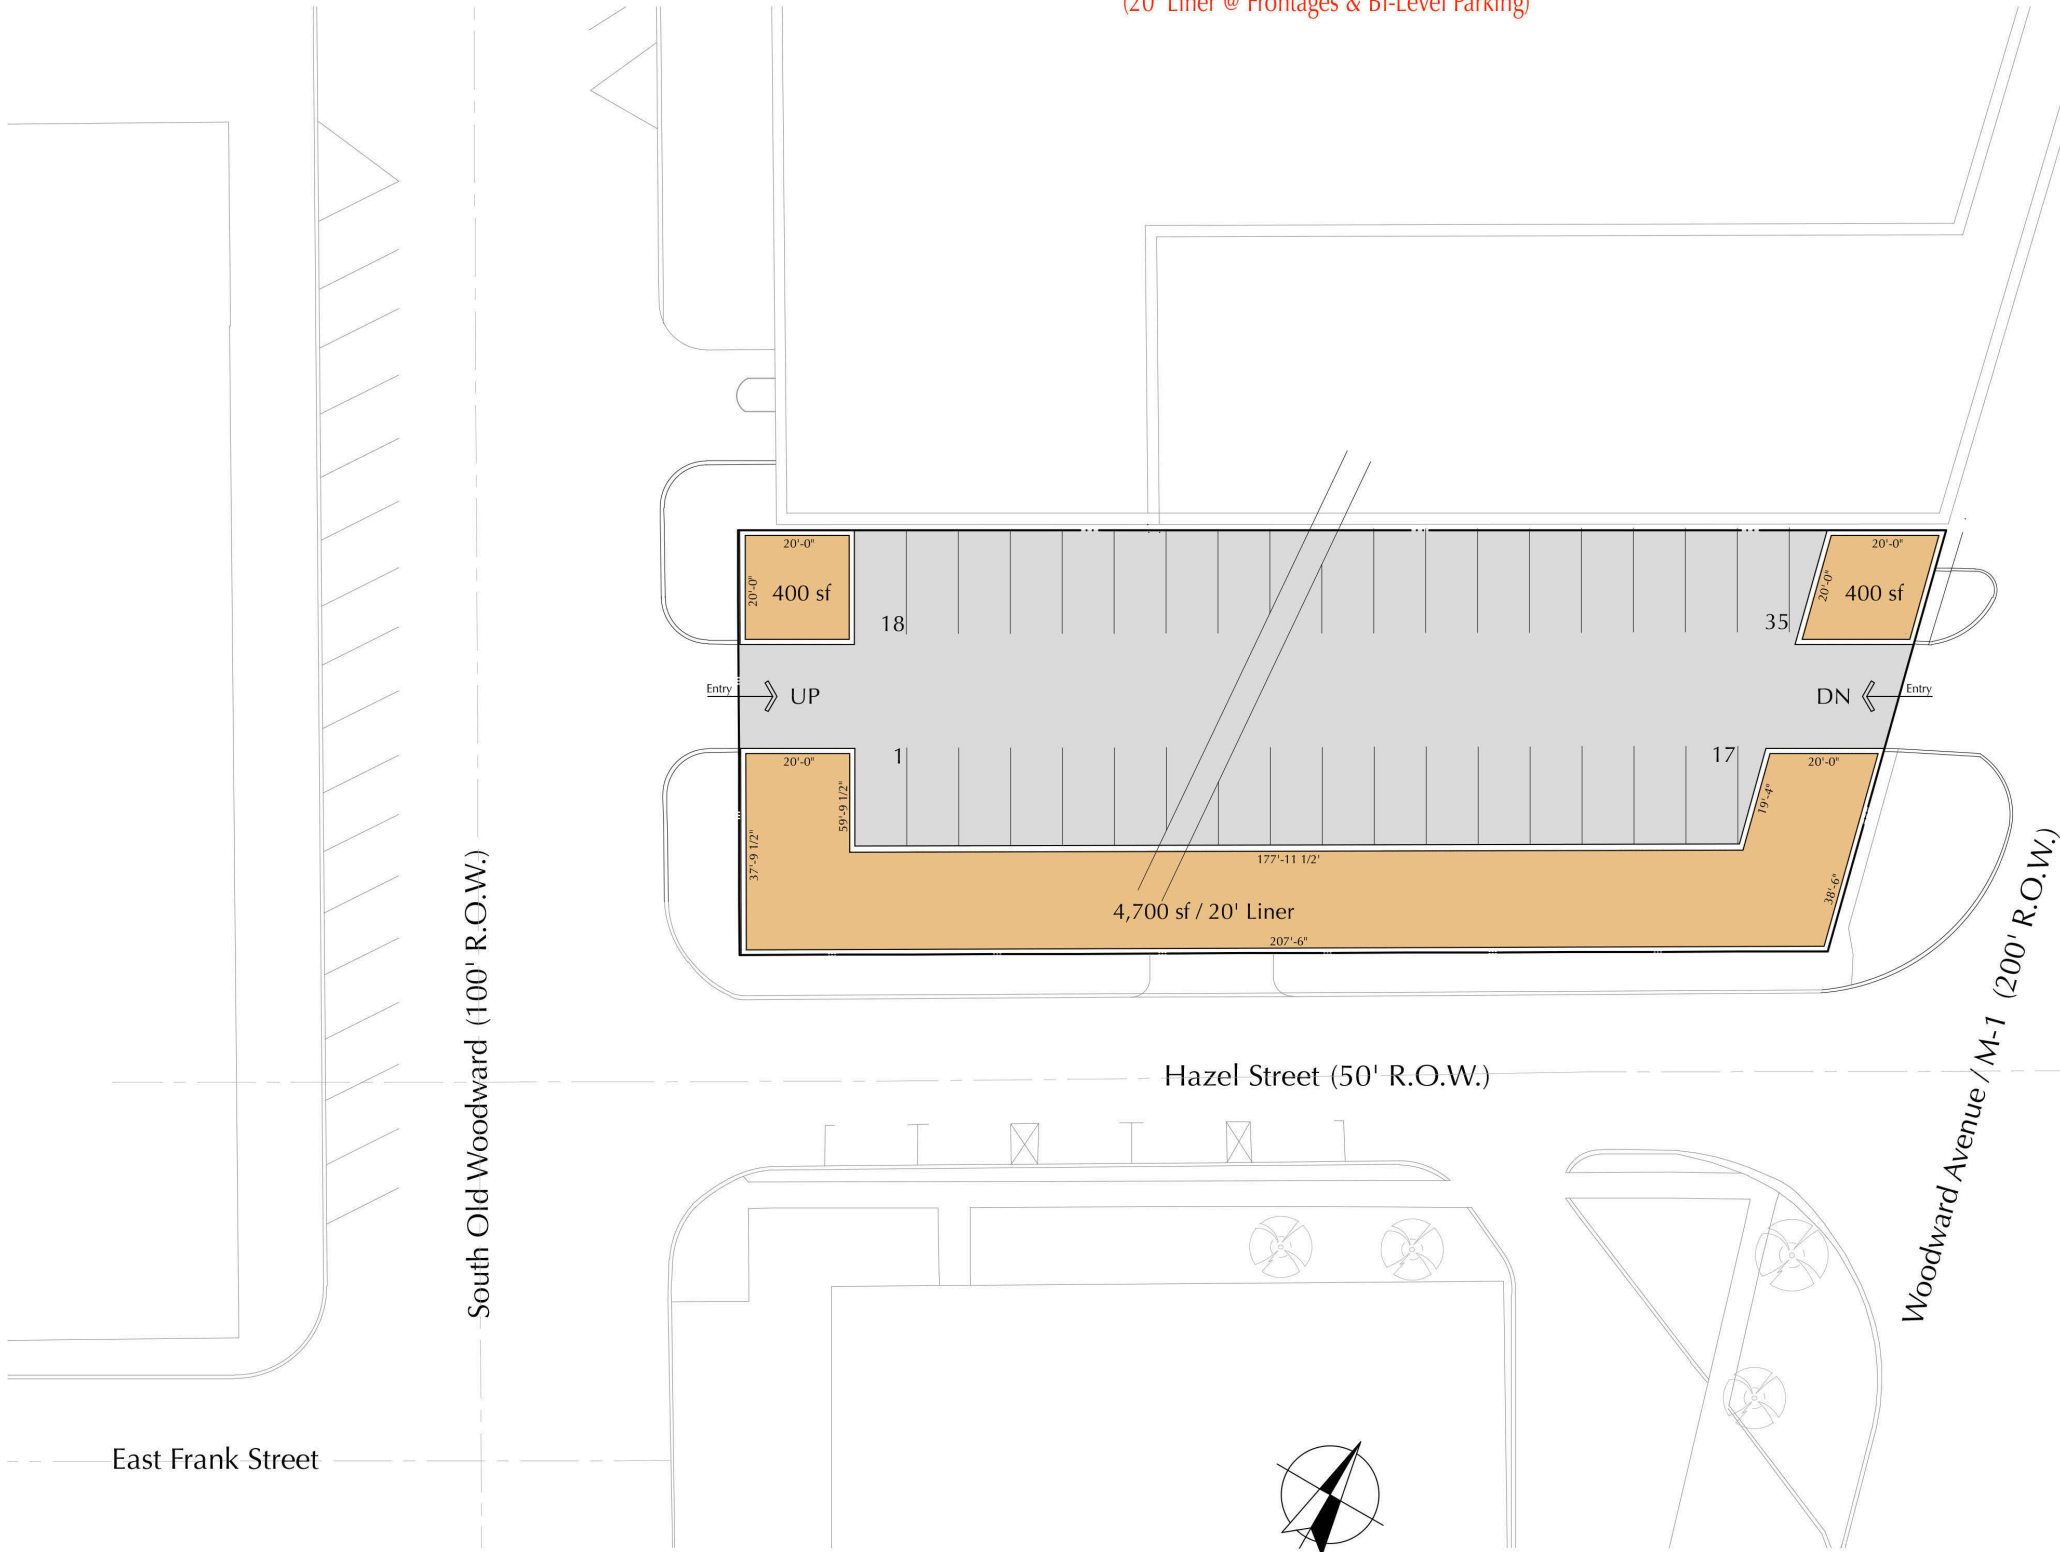 (20' Liner @ Frontages & Bi-Level Parking)
20'-0"
20'-0"
400 sf
18
35
20'-0"
20'-0"
400 sf
Entry
UP
DN
Entry
1
17
20'-0"
59'-9 1/2"
37'-9 1/2"
20'-0"
19'-4"
38'-6"
177'-11 1/2'
4,700 sf / 20' Liner
207'-6"
South Old Woodward (100' R.O.W.)
Hazel Street (50' R.O.W.)
Woodward Avenue / M-1 (200' R.O.W.)
East Frank Street